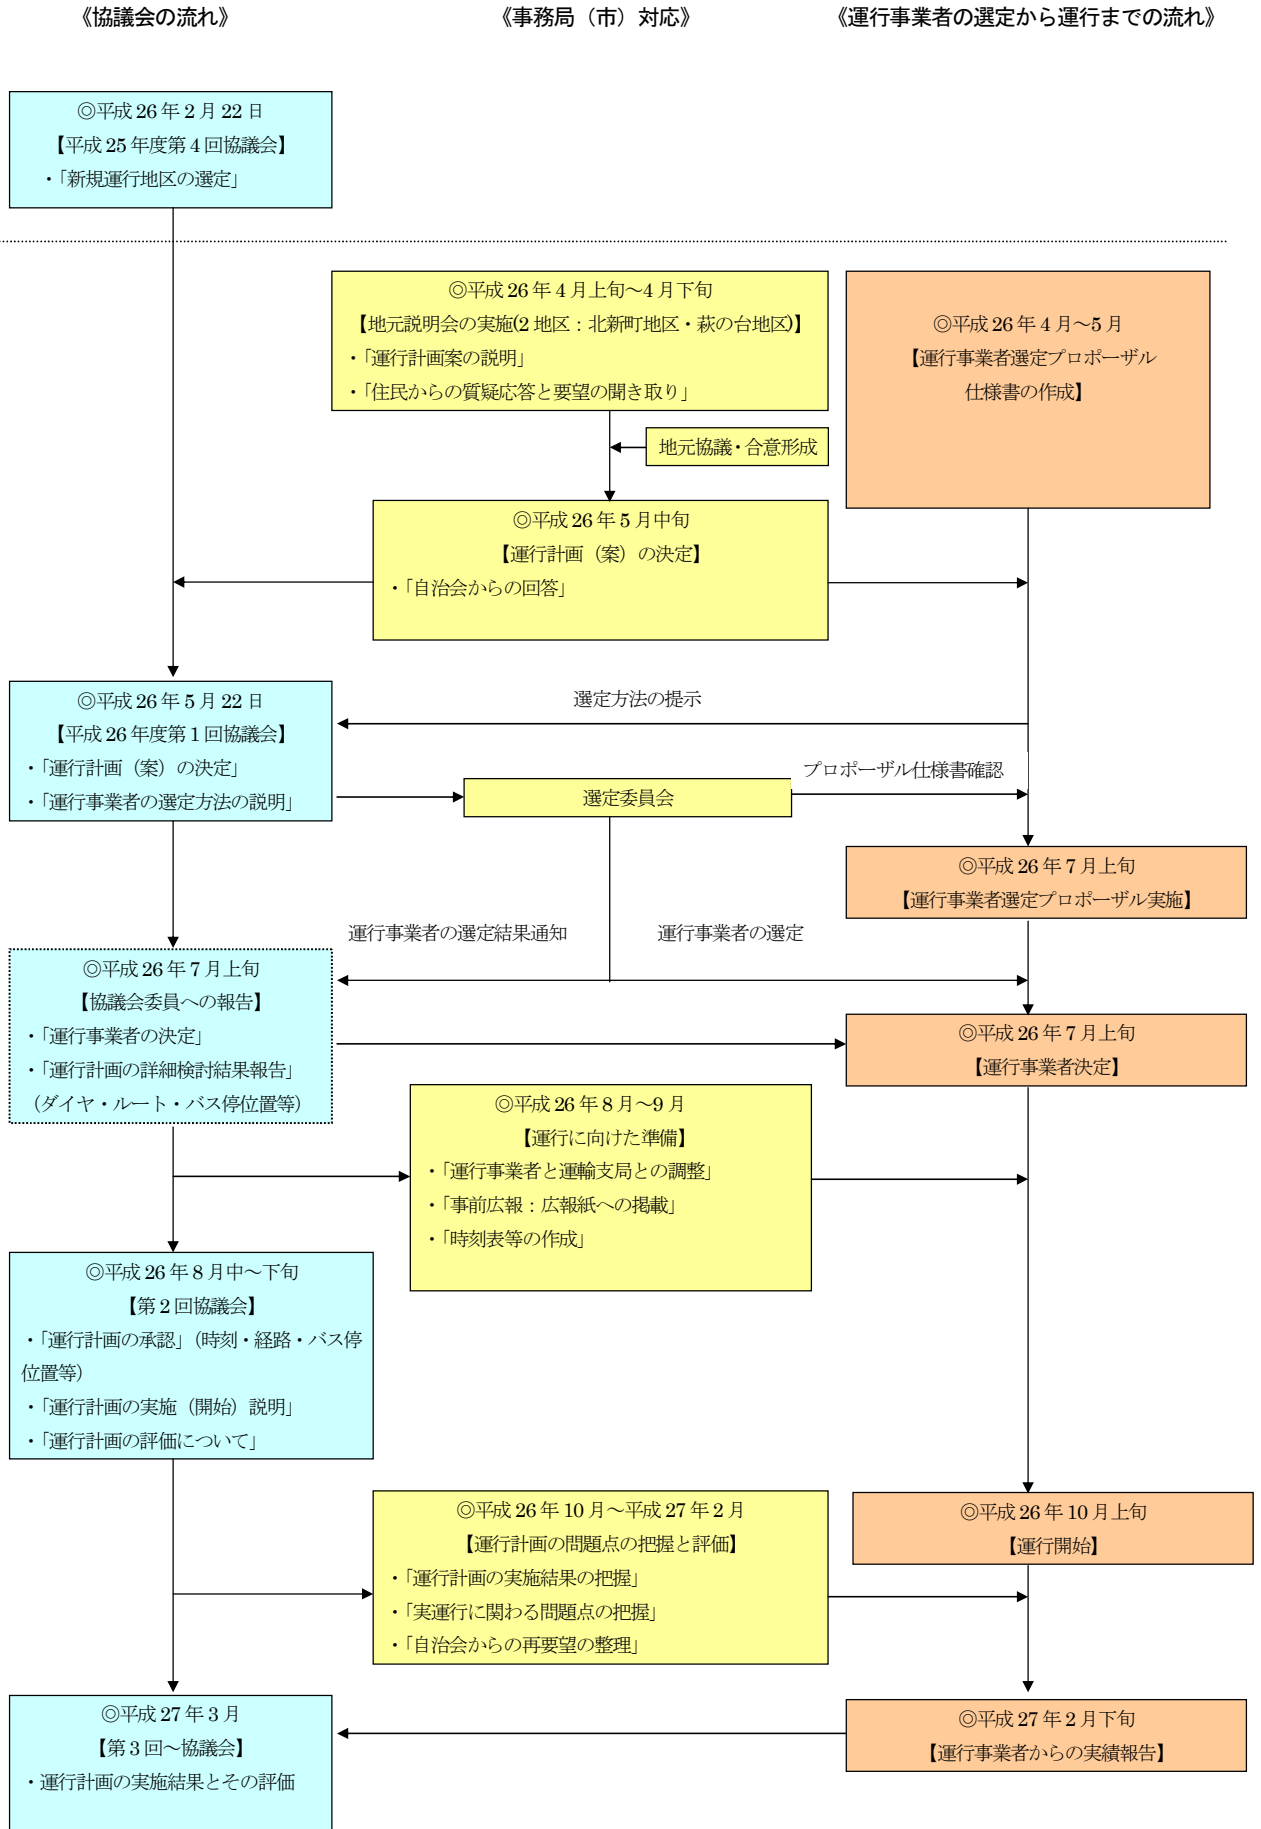 《協議会の流れ》
《事務局（市）対応》
《運行事業者の選定から運行までの流れ》
◎平成26年2月22日
【平成25年度第4回協議会】
・「新規運行地区の選定」
◎平成26年4月上旬～4月下旬
【地元説明会の実施(2地区：北新町地区・萩の台地区)】
・「運行計画案の説明」
・「住民からの質疑応答と要望の聞き取り」
◎平成26年4月～5月
【運行事業者選定プロポーザル
仕様書の作成】
地元協議・合意形成
◎平成26年5月中旬
【運行計画（案）の決定】
・「自治会からの回答」
◎平成26年5月22日
【平成26年度第1回協議会】
・「運行計画（案）の決定」
・「運行事業者の選定方法の説明」
選定方法の提示
選定委員会
プロポーザル仕様書確認
◎平成26年7月上旬
【運行事業者選定プロポーザル実施】
運行事業者の選定結果通知
運行事業者の選定
◎平成26年7月上旬
【協議会委員への報告】
・「運行事業者の決定」
・「運行計画の詳細検討結果報告」
（ダイヤ・ルート・バス停位置等）
◎平成26年7月上旬
【運行事業者決定】
◎平成26年8月～9月
【運行に向けた準備】
・「運行事業者と運輸支局との調整」
・「事前広報：広報紙への掲載」
・「時刻表等の作成」
◎平成26年8月中～下旬
【第2回協議会】
・「運行計画の承認」（時刻・経路・バス停
位置等）
・「運行計画の実施（開始）説明」
・「運行計画の評価について」
◎平成26年10月～平成27年2月
【運行計画の問題点の把握と評価】
・「運行計画の実施結果の把握」
・「実運行に関わる問題点の把握」
・「自治会からの再要望の整理」
◎平成26年10月上旬
【運行開始】
◎平成27年3月
【第3回～協議会】
・運行計画の実施結果とその評価
◎平成27年2月下旬
【運行事業者からの実績報告】